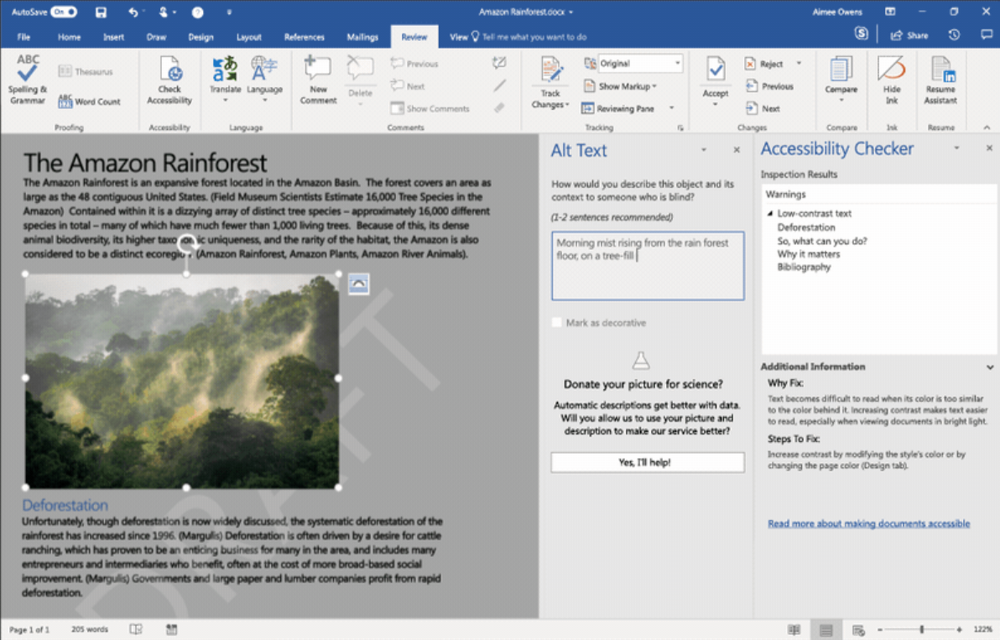 AutoSave On
Amazon Rainforest.docx
Aimee Owens
File Home Insert Draw Design Layout References Mailings Review View Tell me what you want to do
Share
ABC
Spelling & Grammar
Thesaurus
ABC 123 Word Count
Proofing
Check Accessibility
Accessibility
Translate
Language
Language
New Comment
Delete
Previous
Next
Show Comments
Comments
Track Changes
Original
Show Markup
Reviewing Pane
Tracking
Accept
Reject
Previous
Next
Changes
Compare
Compare
Hide Ink
Ink
Resume Assistant
Resume
The Amazon Rainforest
The Amazon Rainforest is an expansive forest located in the Amazon Basin. The forest covers an area as
large as the 48 contiguous United States. (Field Museum Scientists Estimate 16,000 Tree Species in the
Amazon) Contained within it is a dizzying array of distinct tree species – approximately 16,000 different
species in total – many of which have much fewer than 1,000 living trees. Because of this, its dense
animal biodiversity, its higher taxo ic uniqueness, and the rarity of the habitat, the Amazon is also
considered to be a distinct ecoregion. (Amazon Rainforest, Amazon Plants, Amazon River Animals).
DRAFT
Deforestation
Unfortunately, though deforestation is now widely discussed, the systematic deforestation of the
rainforest has increased since 1996. (Margulis) Deforestation is often driven by a desire for cattle
ranching, which has proven to be an enticing business for many in the area, and includes many
entrepreneurs and intermediaries who benefit, often at the cost of more broad-based social
improvement. (Margulis) Governments and large paper and lumber companies profit from rapid
deforestation.
Alt Text
How would you describe this object and its
context to someone who is blind?
(1-2 sentences recommended)
Morning mist rising from the rain forest
floor, on a tree-fill
Mark as decorative
Donate your picture for science?
Automatic descriptions get better with data.
Will you allow us to use your picture and
description to make our service better?
Yes, I'll help!
Accessibility Checker
Inspection Results
Warnings
Low-contrast text
Deforestation
So, what can you do?
Why it matters
Bibliography
Additional Information
Why Fix:
Text becomes difficult to read when its color is too similar
to the color behind it. Increasing contrast makes text easier
to read, especially when viewing documents in bright light.
Steps To Fix:
Increase contrast by modifying the style's color or by
changing the page color (Design tab).
Read more about making documents accessible
Page 1 of 1 205 words
122%